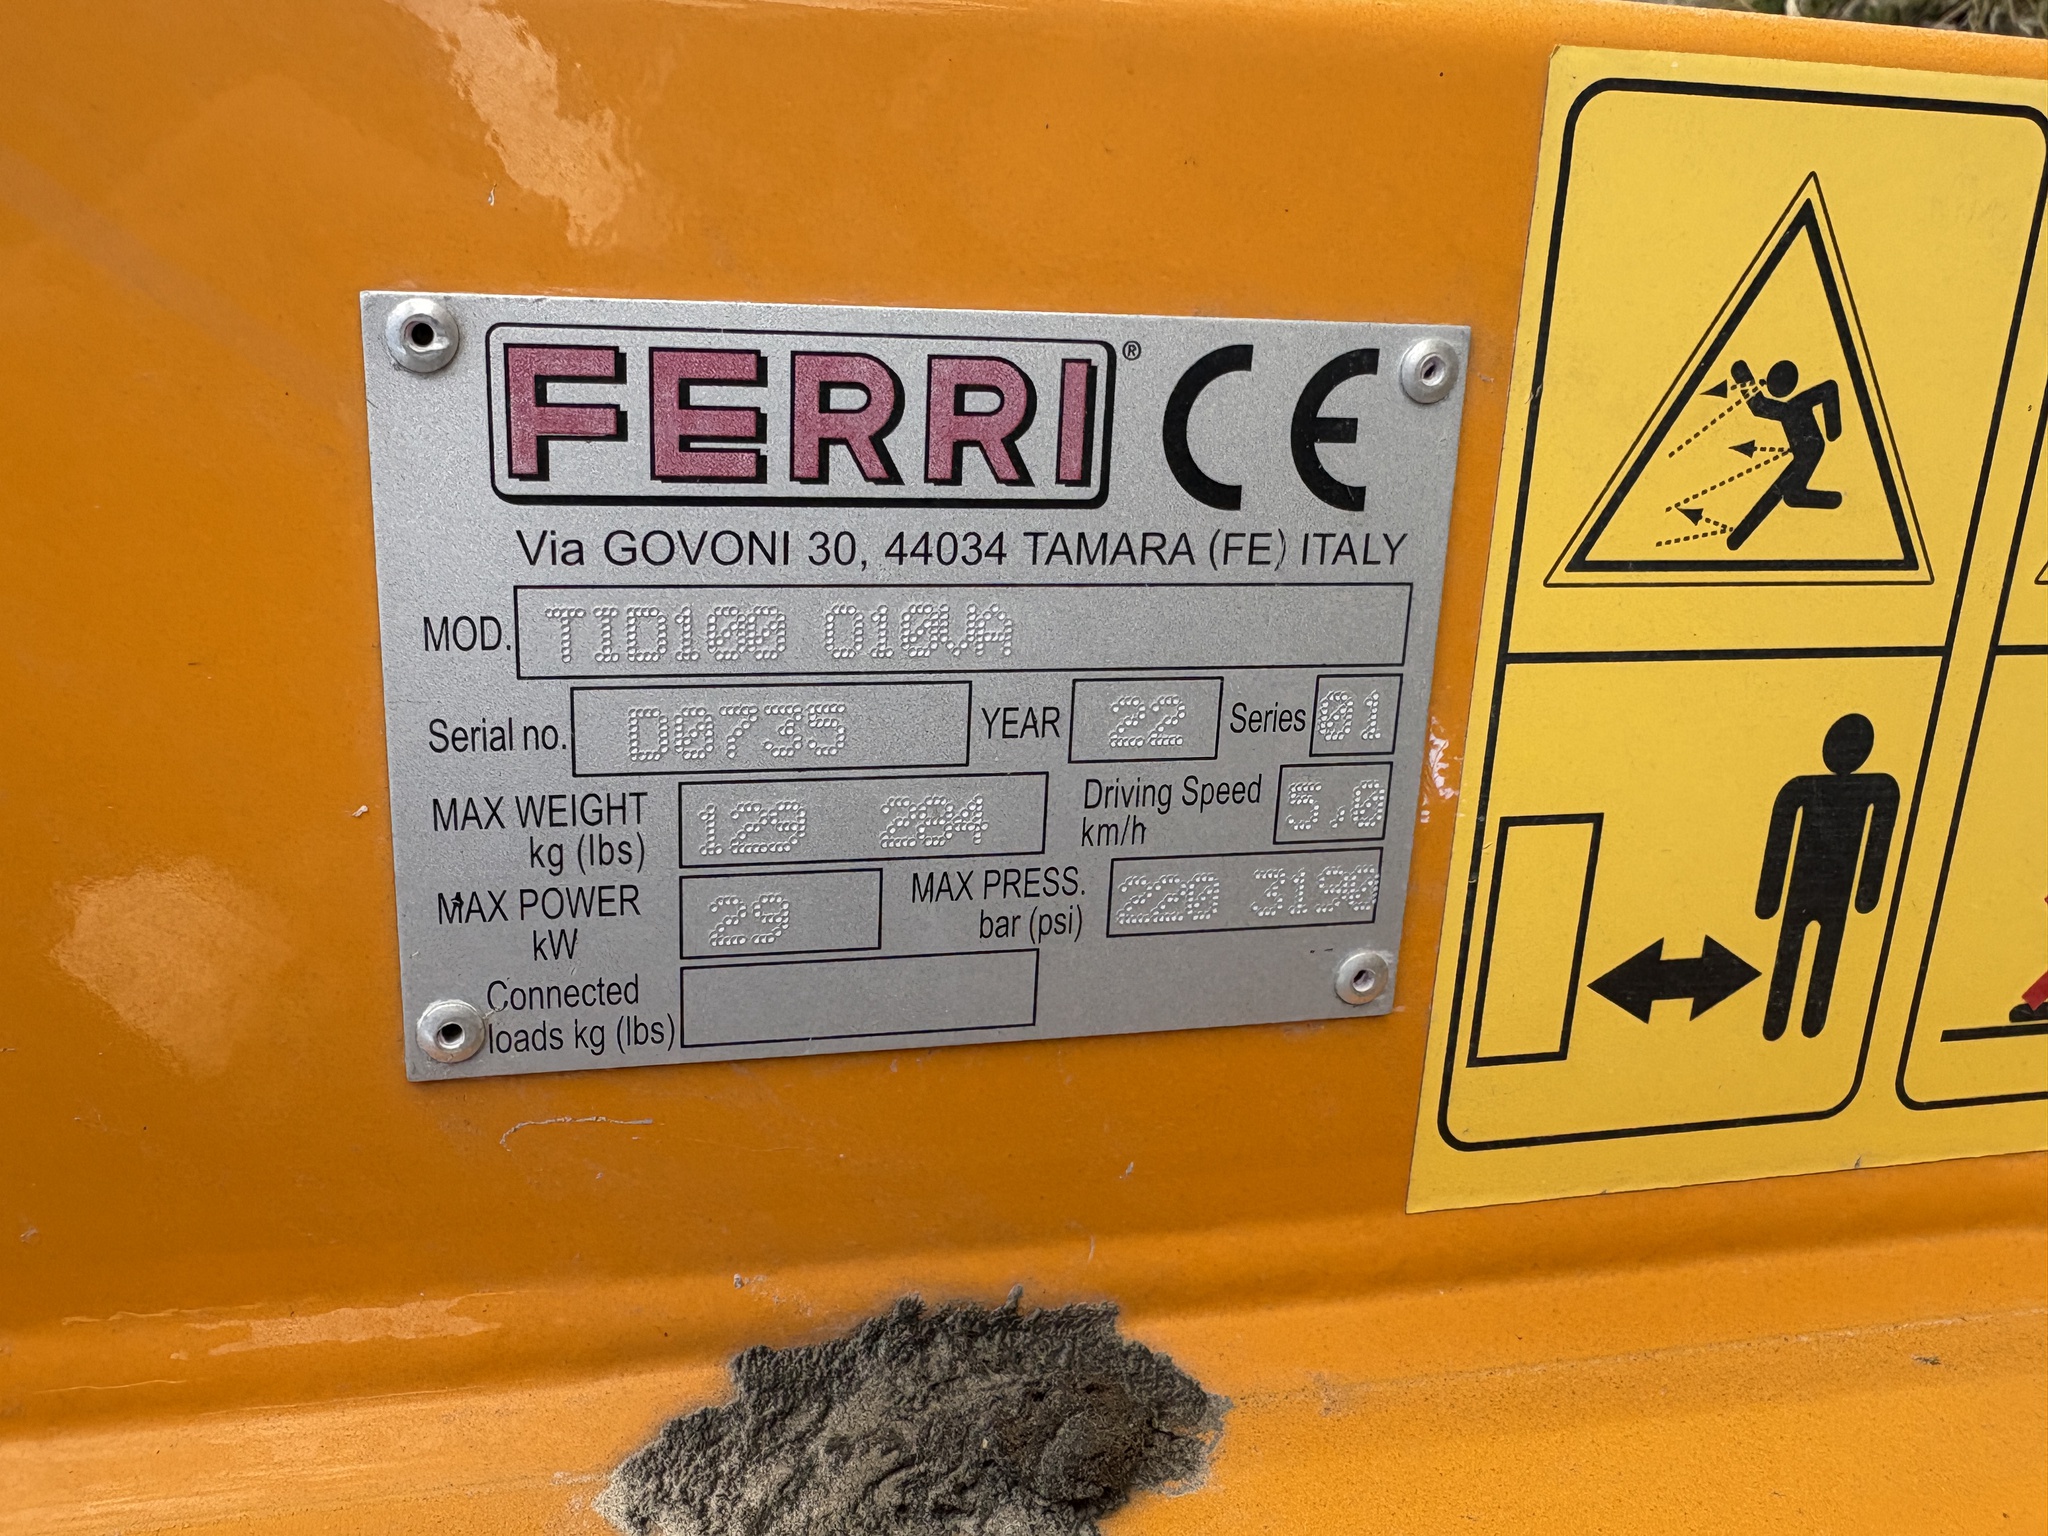 FERRI® CE
Via GOVONI 30, 44034 TAMARA (FE) ITALY
MOD. TID100 O10VA
Serial no. D0735 YEAR 22 Series 01
MAX WEIGHT kg (lbs) 129 284 Driving Speed km/h 5,0
MAX POWER kW 29 MAX PRESS. bar (psi) 220 3190
Connected loads kg (lbs)